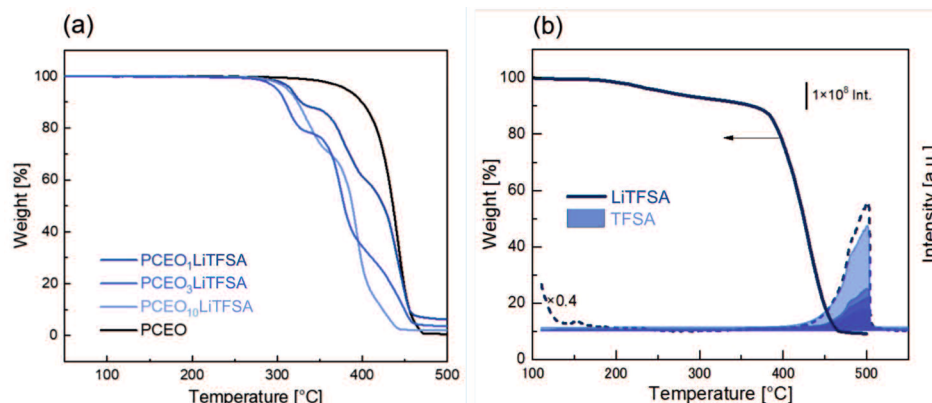 (a)
100
80
60
40
20
0
Weight [%]
PCEO₁LiTFSA
PCEO₃LiTFSA
PCEO₁₀LiTFSA
PCEO
100
200
300
400
500
Temperature [°C]
(b)
100
80
60
40
20
0
Weight [%]
1×10⁸ Int.
LiTFSA
TFSA
×0.4
Intensity [a.u.]
100
200
300
400
500
Temperature [°C]